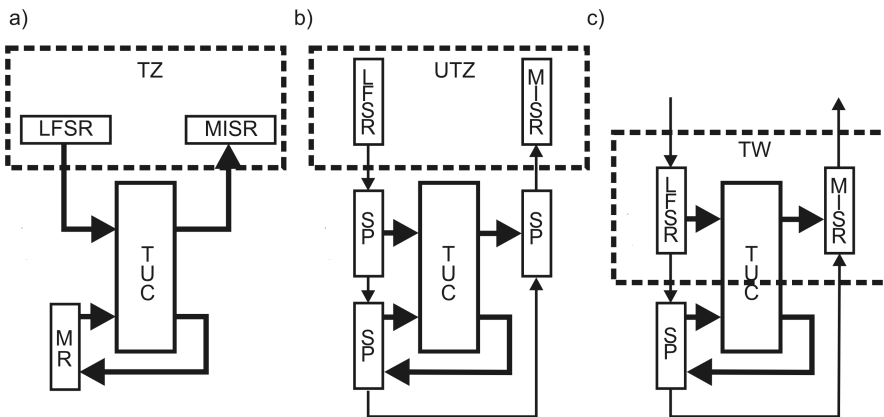 a)
TZ
LFSR
MISR
TUC
MR
b)
UTZ
LFSR
MISR
SP
SP
TUC
SP
c)
TW
LFSR
MISR
TUC
SP